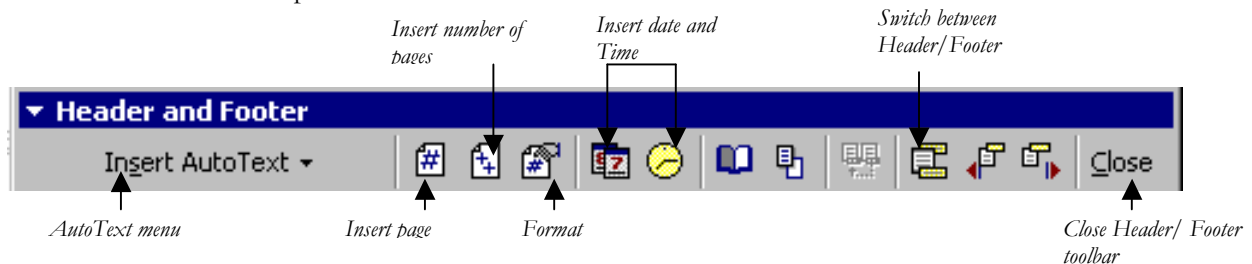 Insert number of
pages
Insert date and
Time
Switch between
Header/Footer
Header and Footer
Insert AutoText
Close
AutoText menu
Insert page
Format
Close Header/ Footer
toolbar